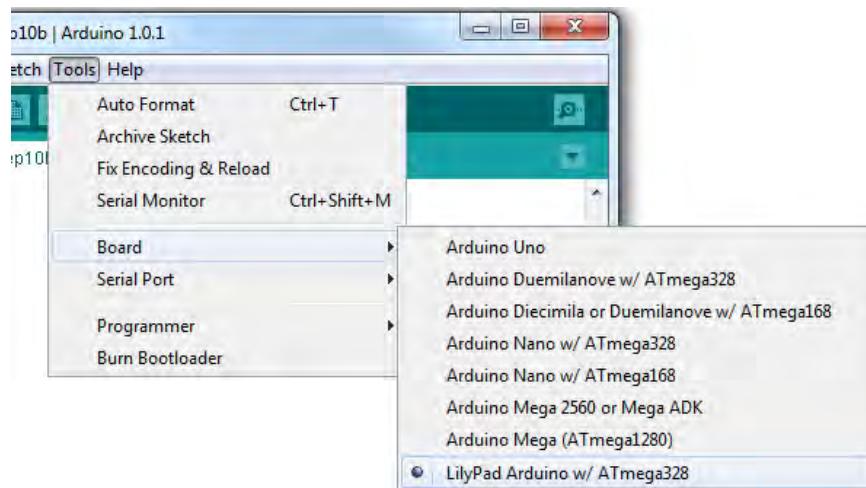 p10b | Arduino 1.0.1
etch Tools Help
Auto Format Ctrl+T
Archive Sketch
ep10b
Fix Encoding & Reload
Serial Monitor Ctrl+Shift+M
Board
Serial Port
Programmer
Burn Bootloader
Arduino Uno
Arduino Duemilanove w/ ATmega328
Arduino Diecimila or Duemilanove w/ ATmega168
Arduino Nano w/ ATmega328
Arduino Nano w/ ATmega168
Arduino Mega 2560 or Mega ADK
Arduino Mega (ATmega1280)
LilyPad Arduino w/ ATmega328